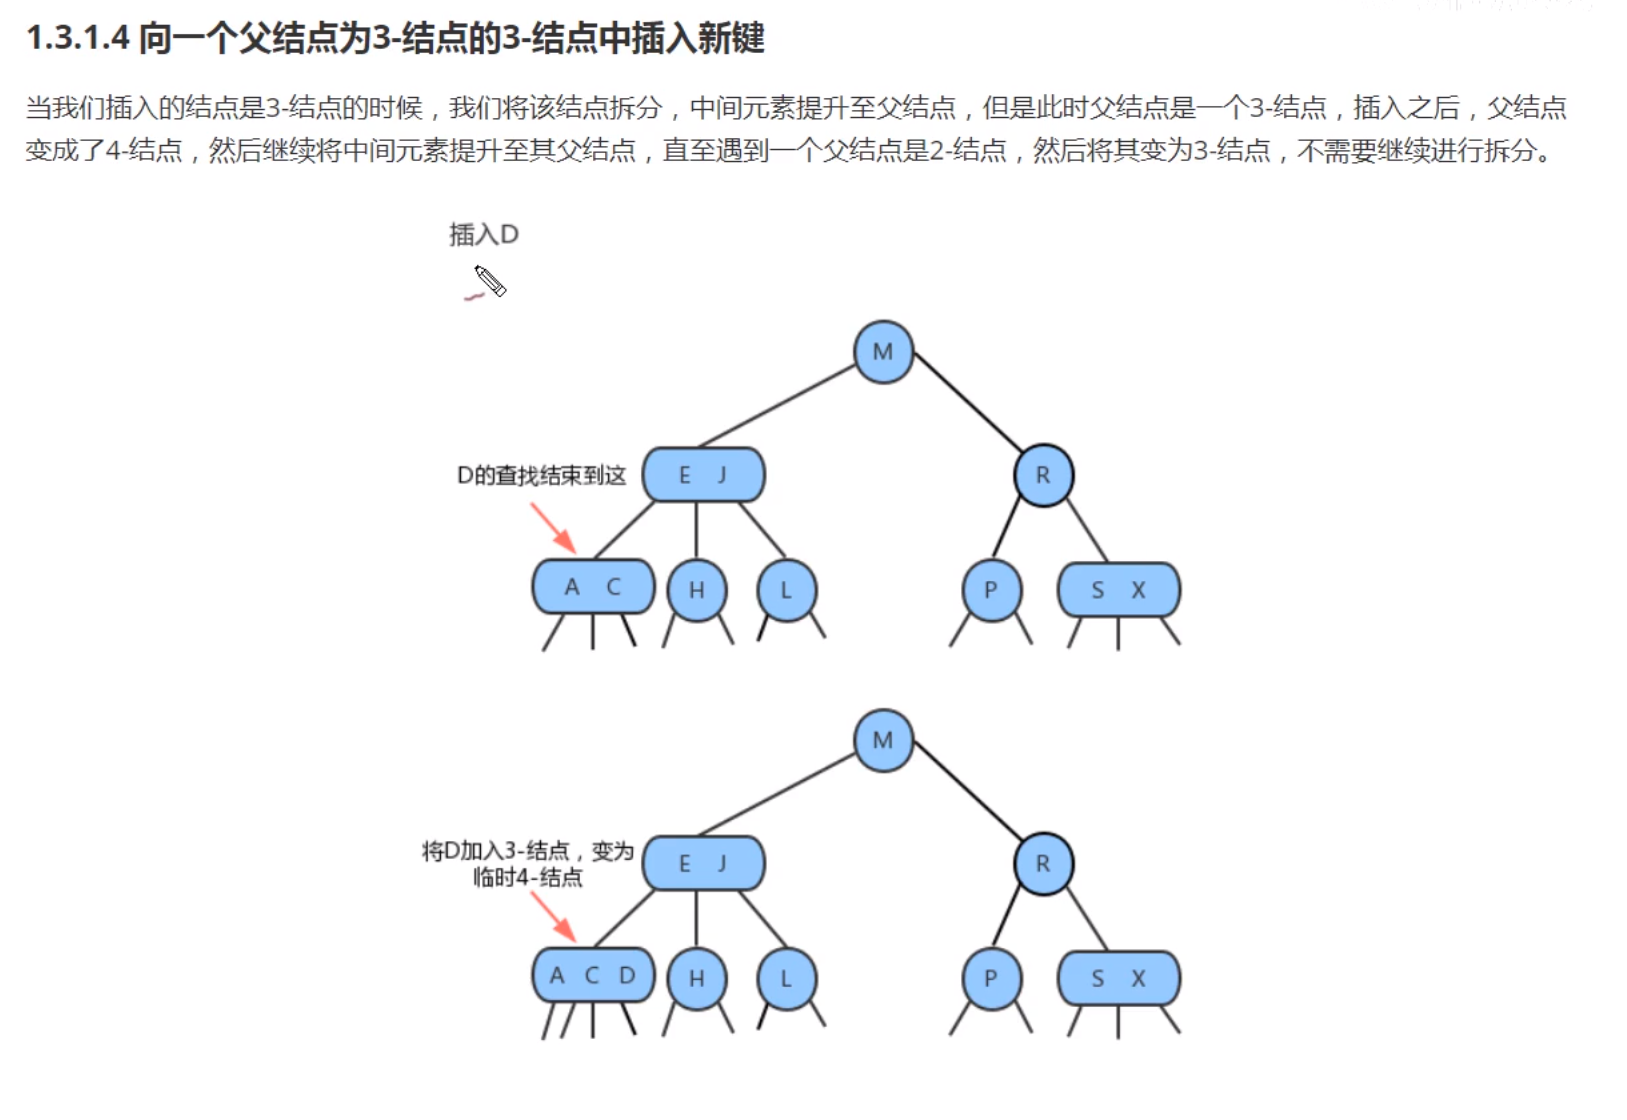 1.3.1.4 向一个父结点为3-结点的3-结点中插入新键
当我们插入的结点是3-结点的时候，我们将该结点拆分，中间元素提升至父结点，但是此时父结点是一个3-结点，插入之后，父结点
变成了4-结点，然后继续将中间元素提升至其父结点，直至遇到一个父结点是2-结点，然后将其变为3-结点，不需要继续进行拆分。
插入D
M
D的查找结束到这
E J
R
A C
H
L
P
S X
M
将D加入3-结点，变为
临时4-结点
E J
R
A C D
H
L
P
S X